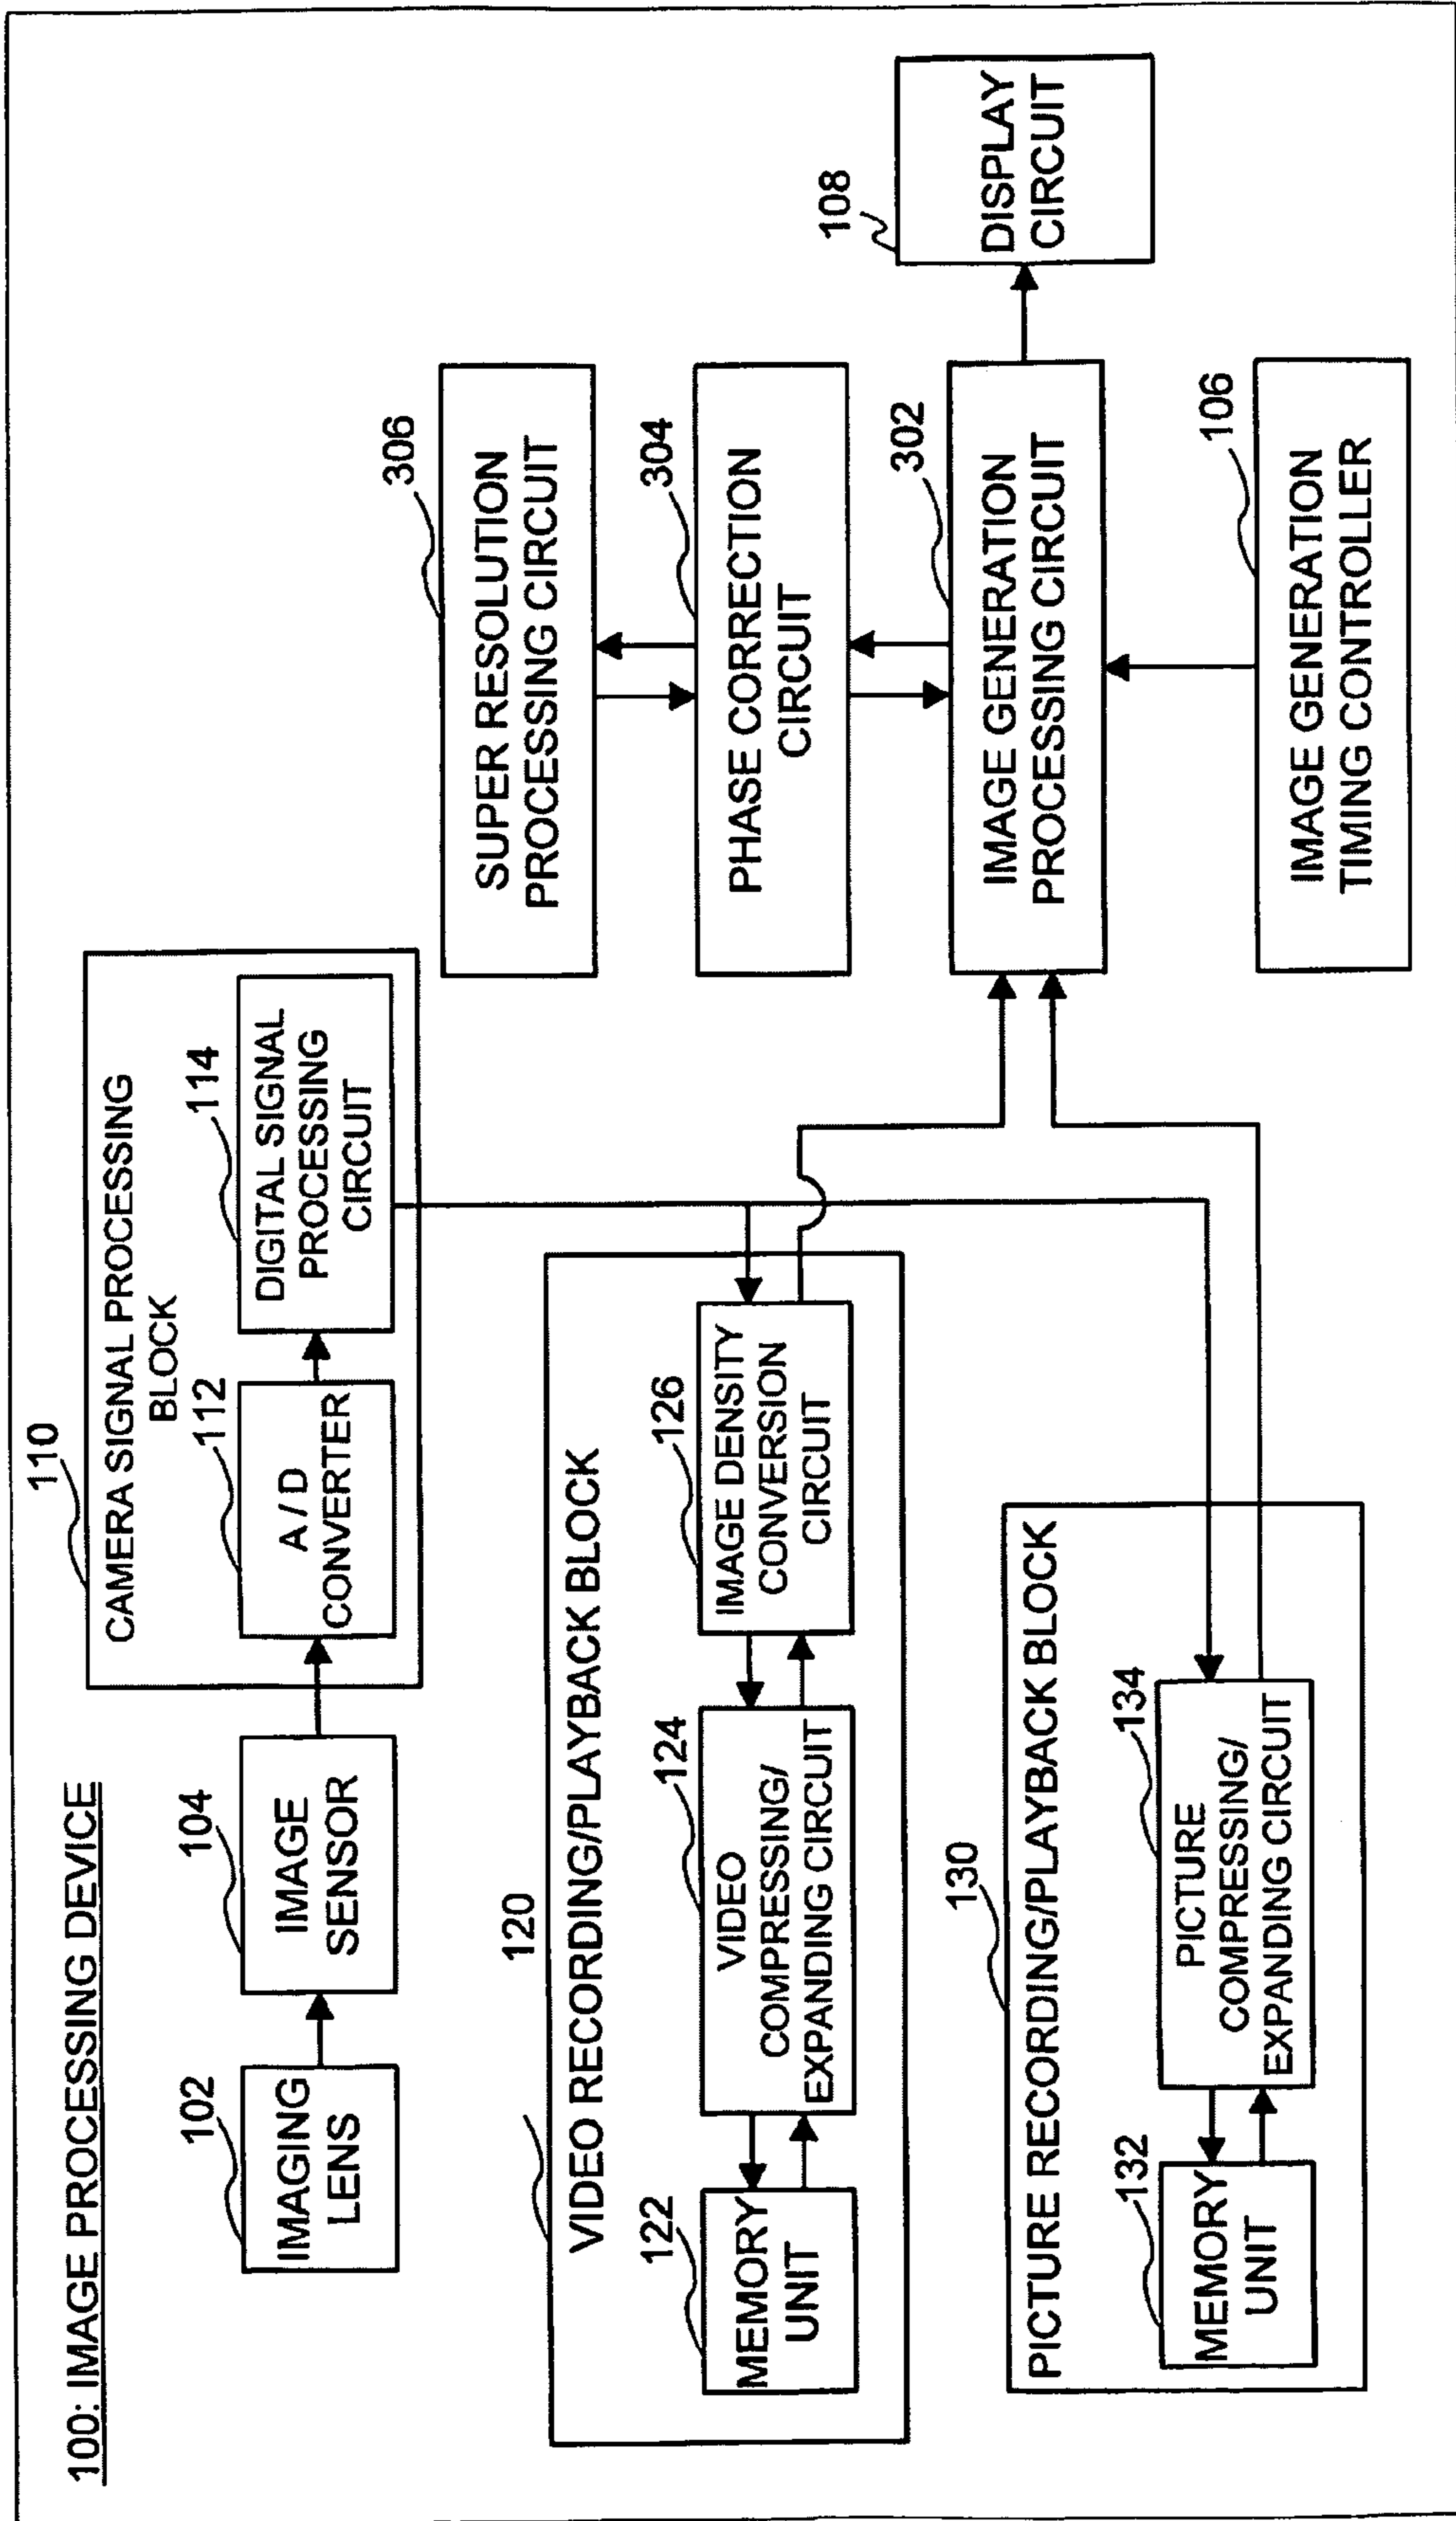 100: IMAGE PROCESSING DEVICE
102
IMAGING
LENS
104
IMAGE
SENSOR
110
CAMERA SIGNAL PROCESSING
BLOCK
112
A / D
CONVERTER
114
DIGITAL SIGNAL
PROCESSING
CIRCUIT
120
VIDEO RECORDING/PLAYBACK BLOCK
122
MEMORY
UNIT
124
VIDEO
COMPRESSING/
EXPANDING CIRCUIT
126
IMAGE DENSITY
CONVERSION
CIRCUIT
130
PICTURE RECORDING/PLAYBACK BLOCK
132
MEMORY
UNIT
134
PICTURE
COMPRESSING/
EXPANDING CIRCUIT
306
SUPER RESOLUTION
PROCESSING CIRCUIT
304
PHASE CORRECTION
CIRCUIT
302
IMAGE GENERATION
PROCESSING CIRCUIT
106
IMAGE GENERATION
TIMING CONTROLLER
108
DISPLAY
CIRCUIT